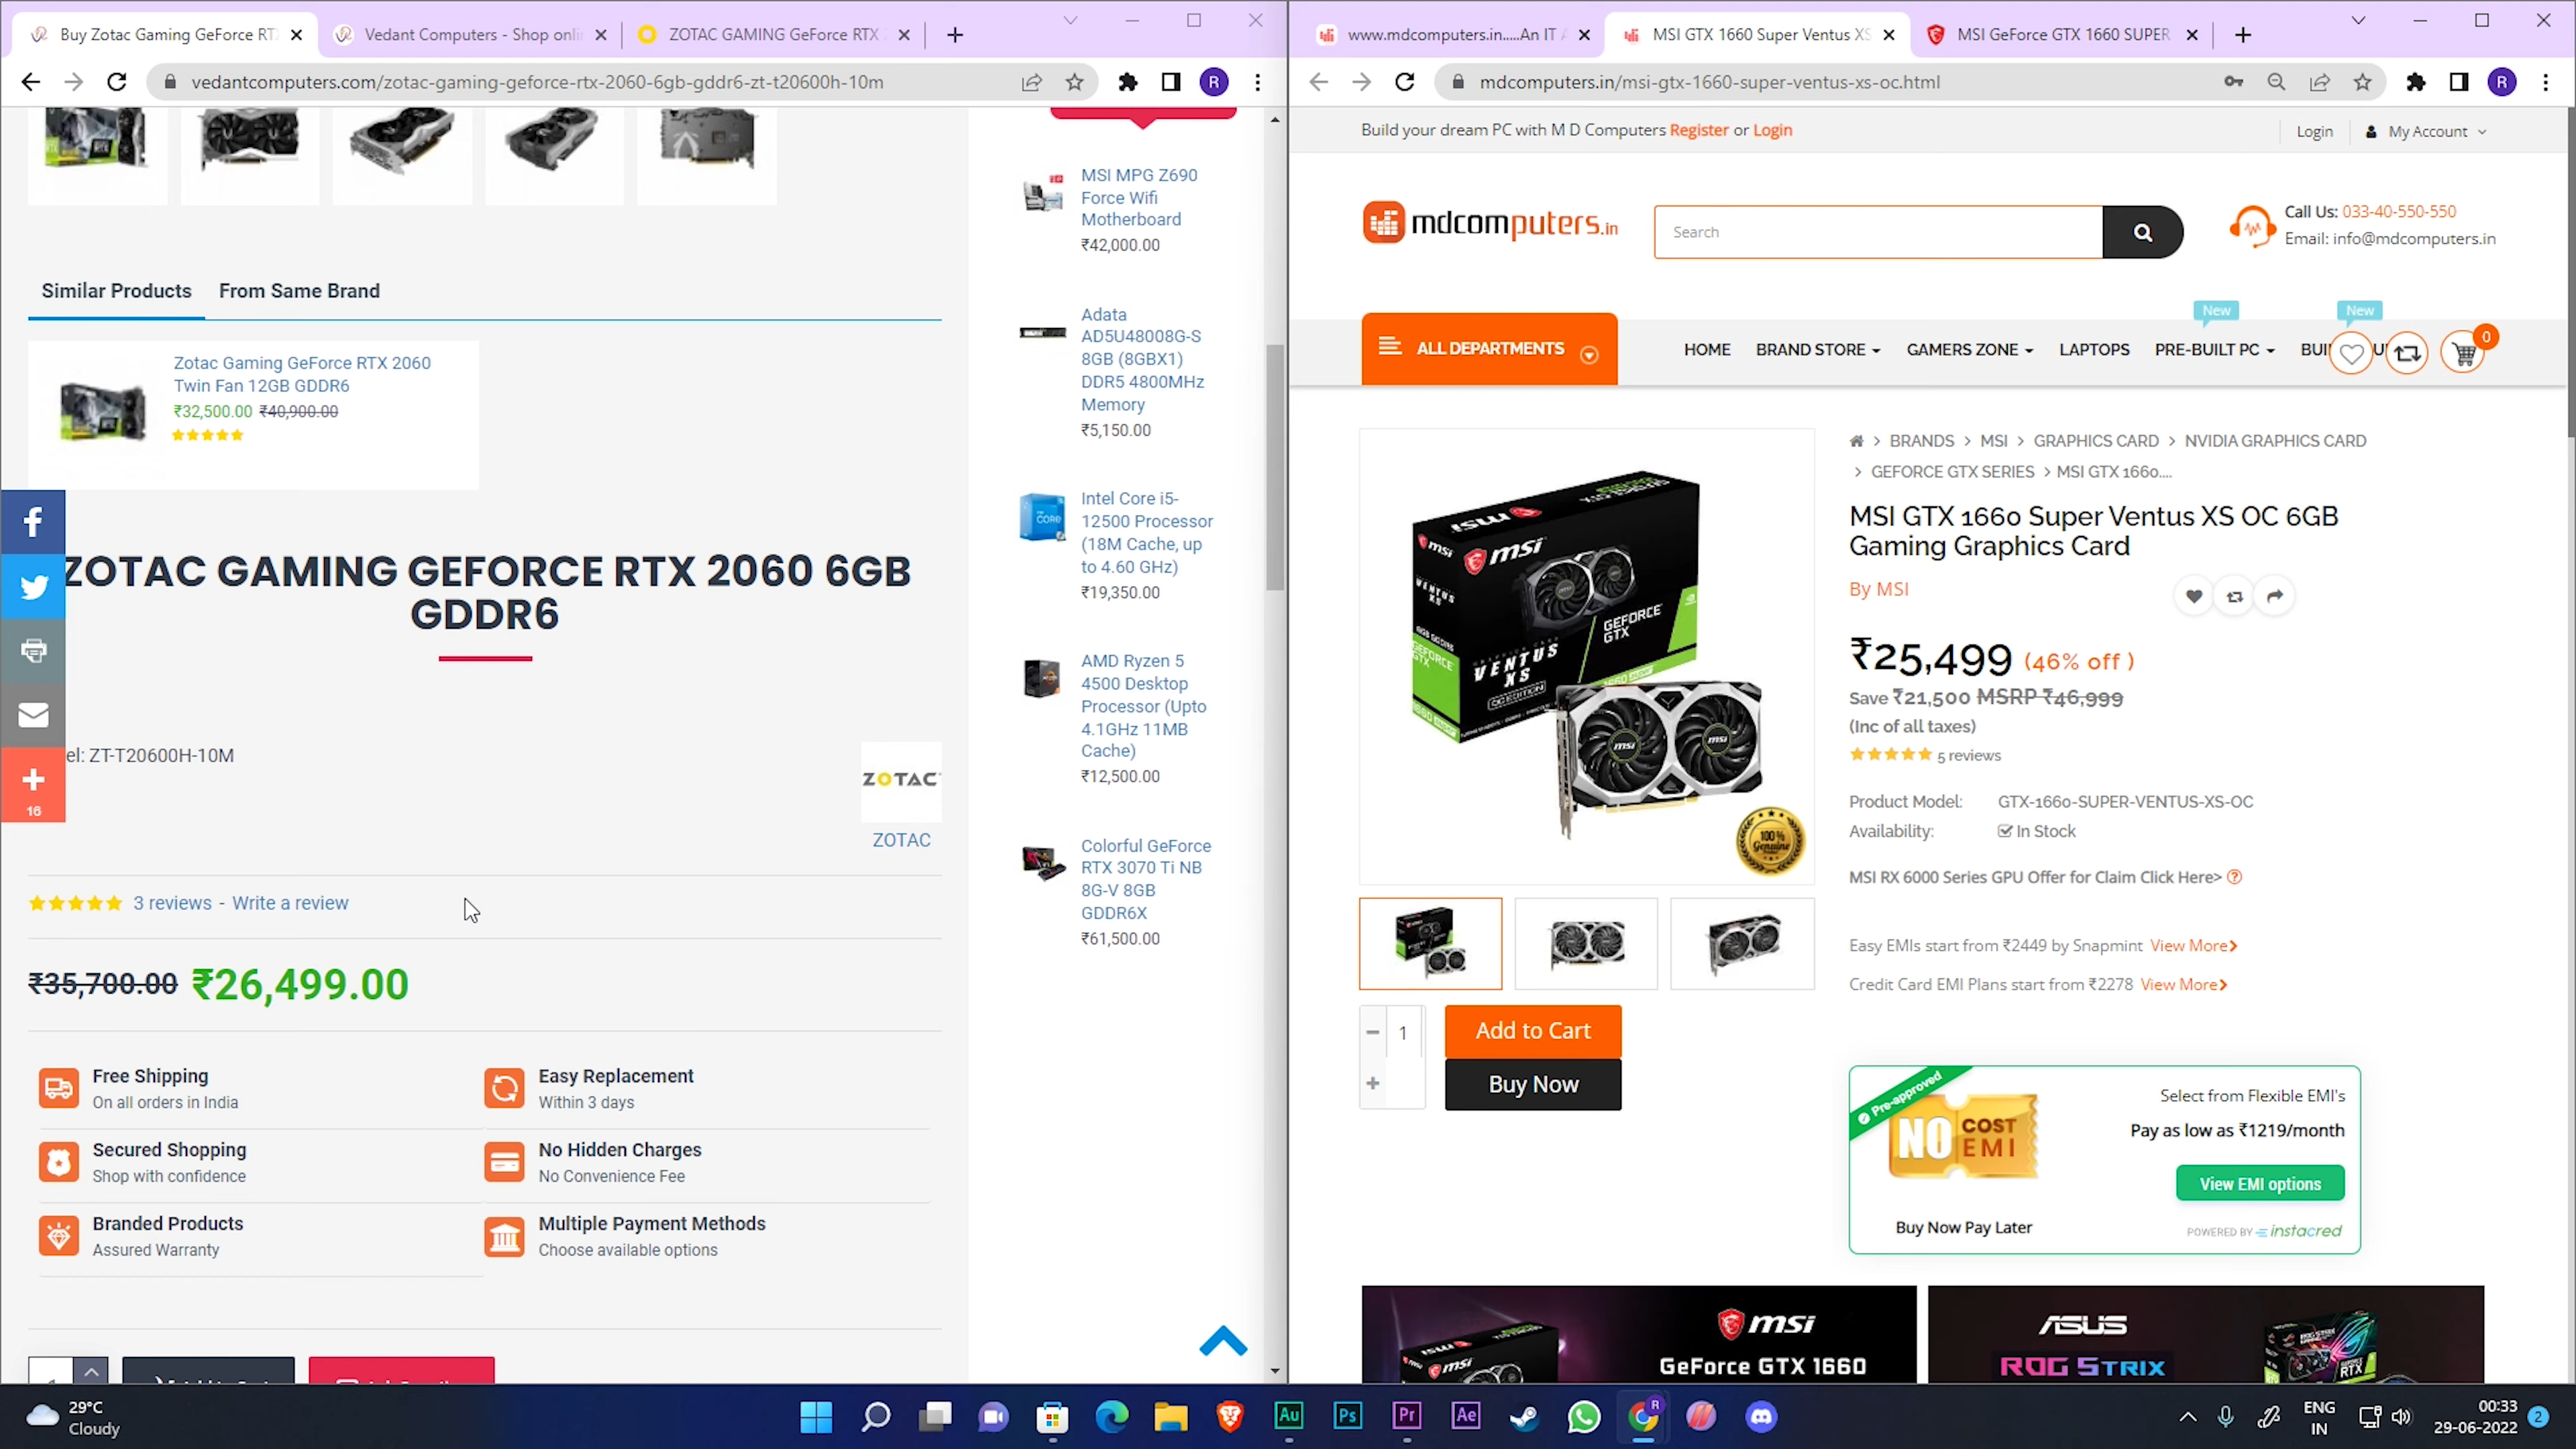 Buy Zotac Gaming GeForce RT
Vedant Computers - Shop onli
ZOTAC GAMING GeForce RTX
vedantcomputers.com/zotac-gaming-geforce-rtx-2060-6gb-gddr6-zt-t20600h-10m
R
Similar Products From Same Brand
Zotac Gaming GeForce RTX 2060
Twin Fan 12GB GDDR6
₹32,500.00 ₹40,900.00
ZOTAC GAMING GEFORCE RTX 2060 6GB
GDDR6
el: ZT-T20600H-10M
16
ZOTAC
ZOTAC
3 reviews - Write a review
₹35,700.00 ₹26,499.00
Free Shipping
On all orders in India
Easy Replacement
Within 3 days
Secured Shopping
Shop with confidence
No Hidden Charges
No Convenience Fee
Branded Products
Assured Warranty
Multiple Payment Methods
Choose available options
MSI MPG Z690
Force Wifi
Motherboard
₹42,000.00
Adata
AD5U48008G-S
8GB (8GBX1)
DDR5 4800MHz
Memory
₹5,150.00
Intel Core i5-
12500 Processor
(18M Cache, up
to 4.60 GHz)
₹19,350.00
AMD Ryzen 5
4500 Desktop
Processor (Upto
4.1GHz 11MB
Cache)
₹12,500.00
Colorful GeForce
RTX 3070 Ti NB
8G-V 8GB
GDDR6X
₹61,500.00
www.mdcomputers.in.....An IT
MSI GTX 1660 Super Ventus XS
MSI GeForce GTX 1660 SUPER
mdcomputers.in/msi-gtx-1660-super-ventus-xs-oc.html
R
Build your dream PC with M D Computers Register or Login
Login My Account
mdcomputers.in
Search
Call Us: 033-40-550-550
Email: info@mdcomputers.in
New New
ALL DEPARTMENTS
HOME BRAND STORE GAMERS ZONE LAPTOPS PRE-BUILT PC
0
> BRANDS > MSI > GRAPHICS CARD > NVIDIA GRAPHICS CARD
> GEFORCE GTX SERIES > MSI GTX 1660....
MSI GTX 1660 Super Ventus XS OC 6GB
Gaming Graphics Card
By MSI
₹25,499 (46% off )
Save ₹21,500 MSRP ₹46,999
(Inc of all taxes)
5 reviews
Product Model: GTX-1660-SUPER-VENTUS-XS-OC
Availability: In Stock
MSI RX 6000 Series GPU Offer for Claim Click Here>
Easy EMIs start from ₹2449 by Snapmint View More
Credit Card EMI Plans start from ₹2278 View More
msi
msi
VENTUS
XS
OC EDITION
GEFORCE
GTX
msi
msi
100 %
Genuine
1
Add to Cart
Buy Now
Pre-approved
NO COST
EMI
Select from Flexible EMI's
Pay as low as ₹1219/month
View EMI options
Buy Now Pay Later
POWERED BY instacred
msi
GeForce GTX 1660
ASUS
ROG STRIX
29°C
Cloudy
Au
Ps
Pr
Ae
R
ENG
IN
00:33
29-06-2022
2